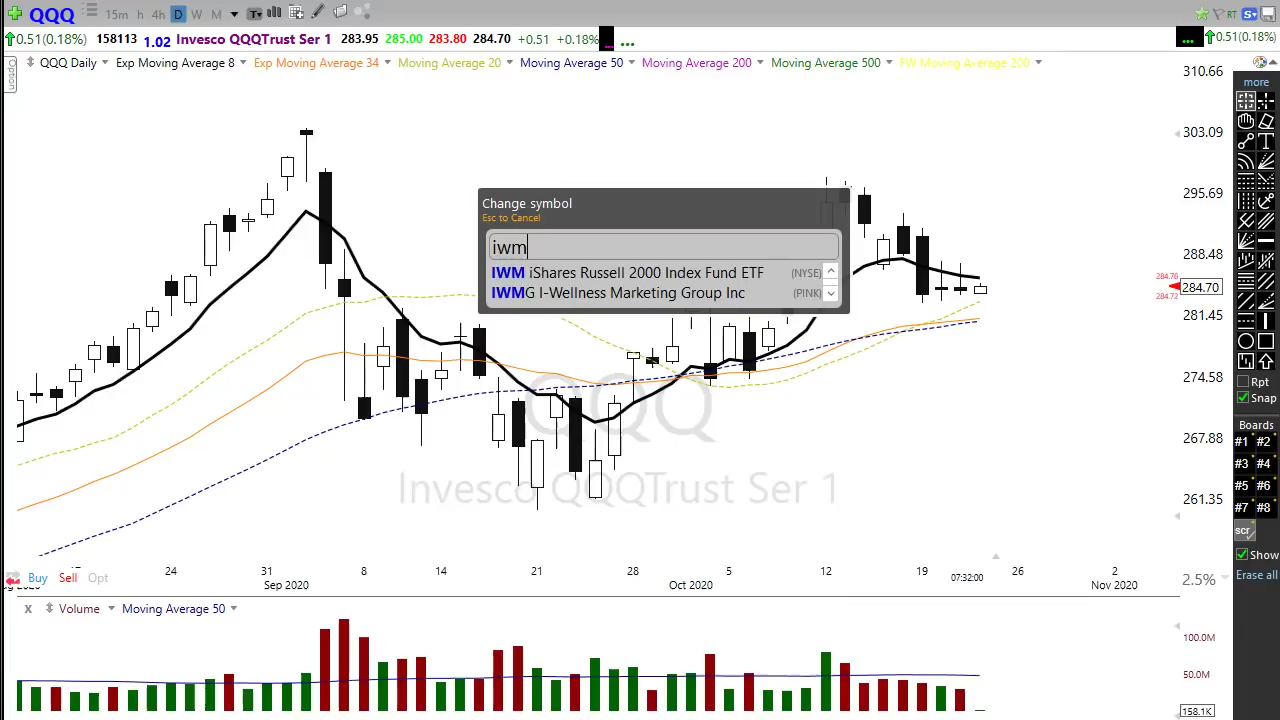 QQQ 15m h 4h D W M RT
0.51(0.18%) 158113 1.02 Invesco QQQTrust Ser 1 283.95 285.00 283.80 284.70 +0.51 +0.18% ... 0.51(0.18%)
Option
QQQ Daily Exp Moving Average 8 Exp Moving Average 34 Moving Average 20 Moving Average 50 Moving Average 200 Moving Average 500 FW Moving Average 200
310.66
more
303.09
295.69
Change symbol
Esc to Cancel
iwm
IWM iShares Russell 2000 Index Fund ETF (NYSE)
IWMG I-Wellness Marketing Group Inc (PINK)
288.48
284.76
284.70
284.72
281.45
274.58
Rpt
Snap
QQQ
Invesco QQQTrust Ser 1
Boards
267.88
#1 #2
#3 #4
#5 #6
#7 #8
261.35
scr
Show
Erase all
24 31 8 14 21 28 5 12 19 07:32:00 26 2
Sep 2020 Oct 2020 Nov 2020
Buy Sell Opt
2.5%
x Volume Moving Average 50
100.0M
50.0M
158.1K